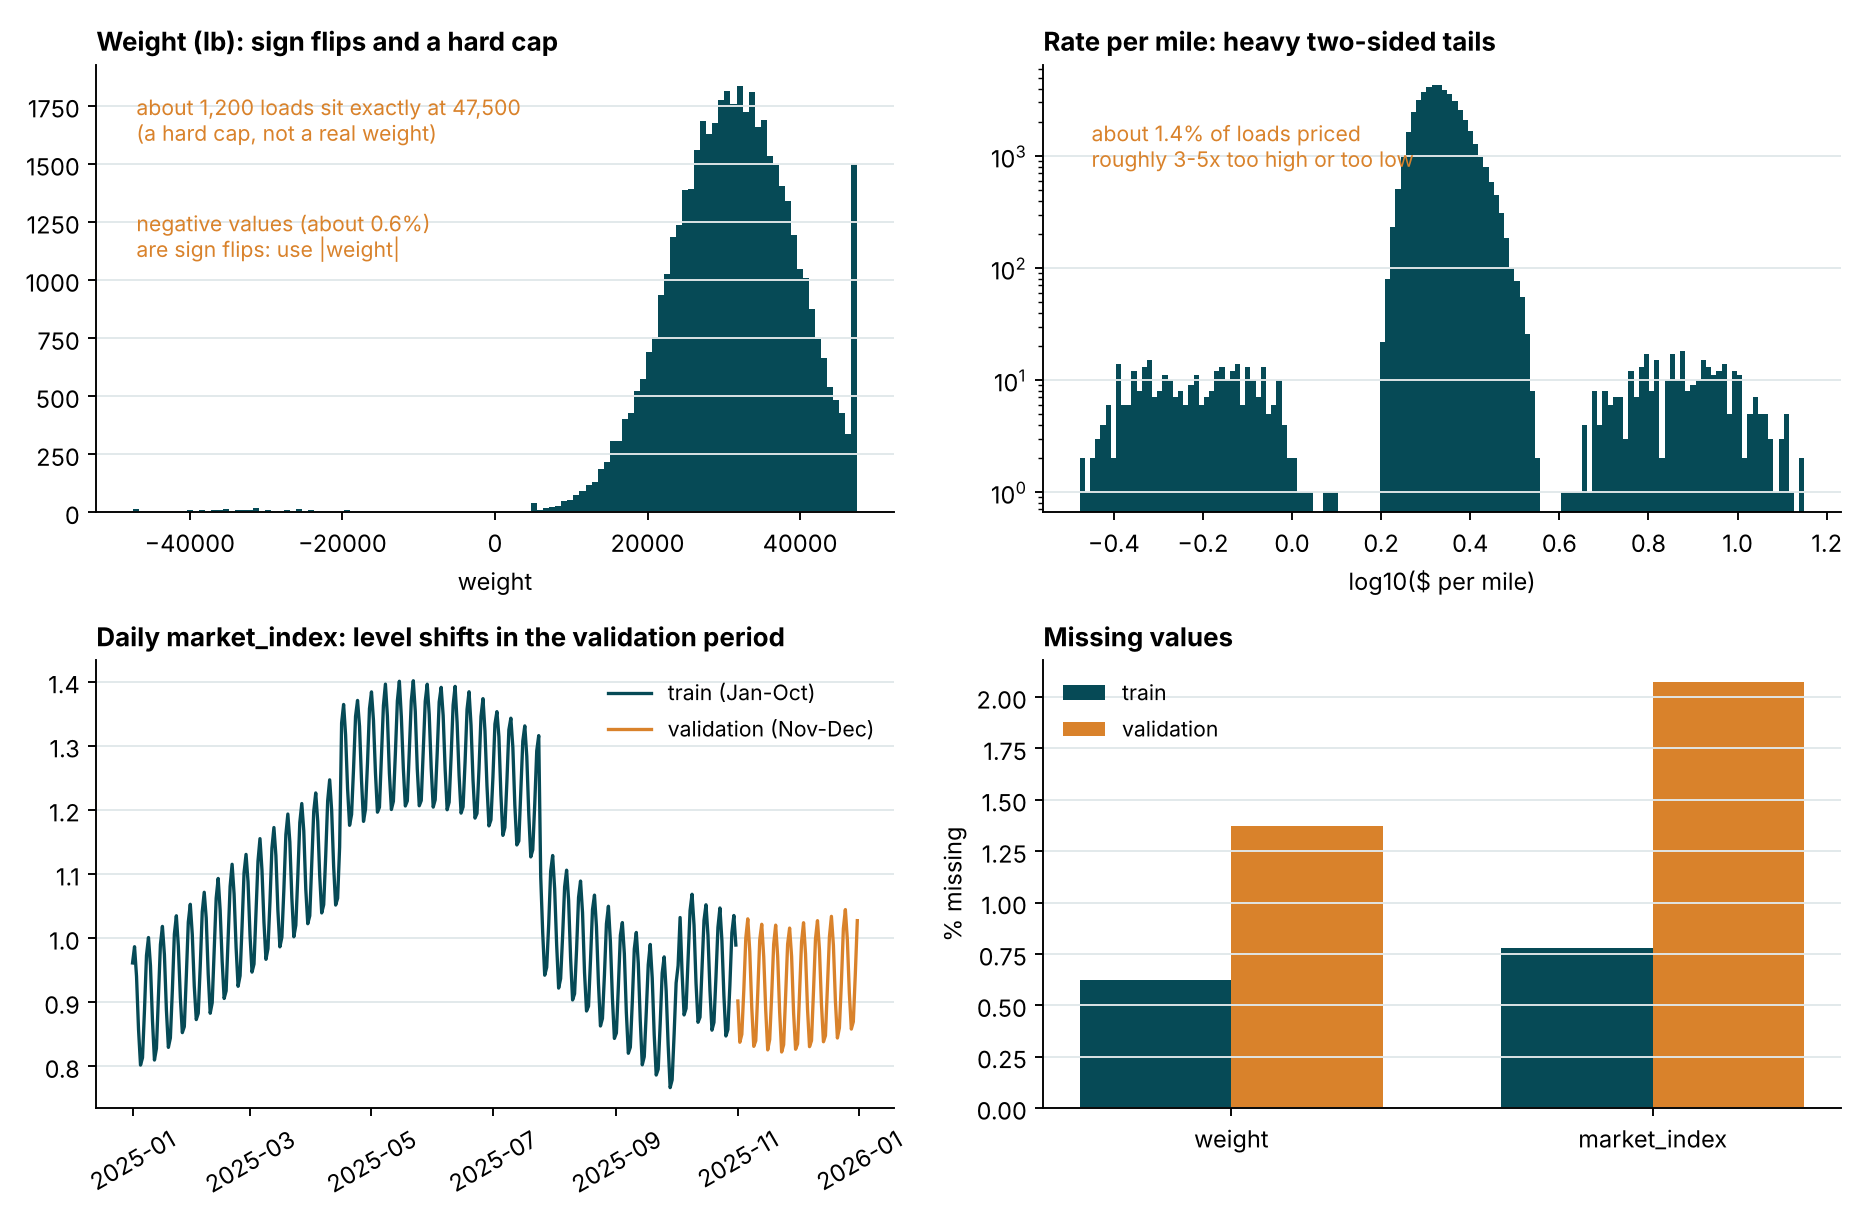 Weight (lb): sign flips and a hard cap
about 1,200 loads sit exactly at 47,500
(a hard cap, not a real weight)
negative values (about 0.6%)
are sign flips: use |weight|
1750
1500
1250
1000
750
500
250
0
−40000
−20000
0
20000
40000
weight
Rate per mile: heavy two-sided tails
about 1.4% of loads priced
roughly 3-5x too high or too low
10³
10²
10¹
10⁰
−0.4
−0.2
0.0
0.2
0.4
0.6
0.8
1.0
1.2
log10($ per mile)
Daily market_index: level shifts in the validation period
train (Jan-Oct)
validation (Nov-Dec)
1.4
1.3
1.2
1.1
1.0
0.9
0.8
2025-01
2025-03
2025-05
2025-07
2025-09
2025-11
2026-01
Missing values
train
validation
% missing
2.00
1.75
1.50
1.25
1.00
0.75
0.50
0.25
0.00
weight
market_index